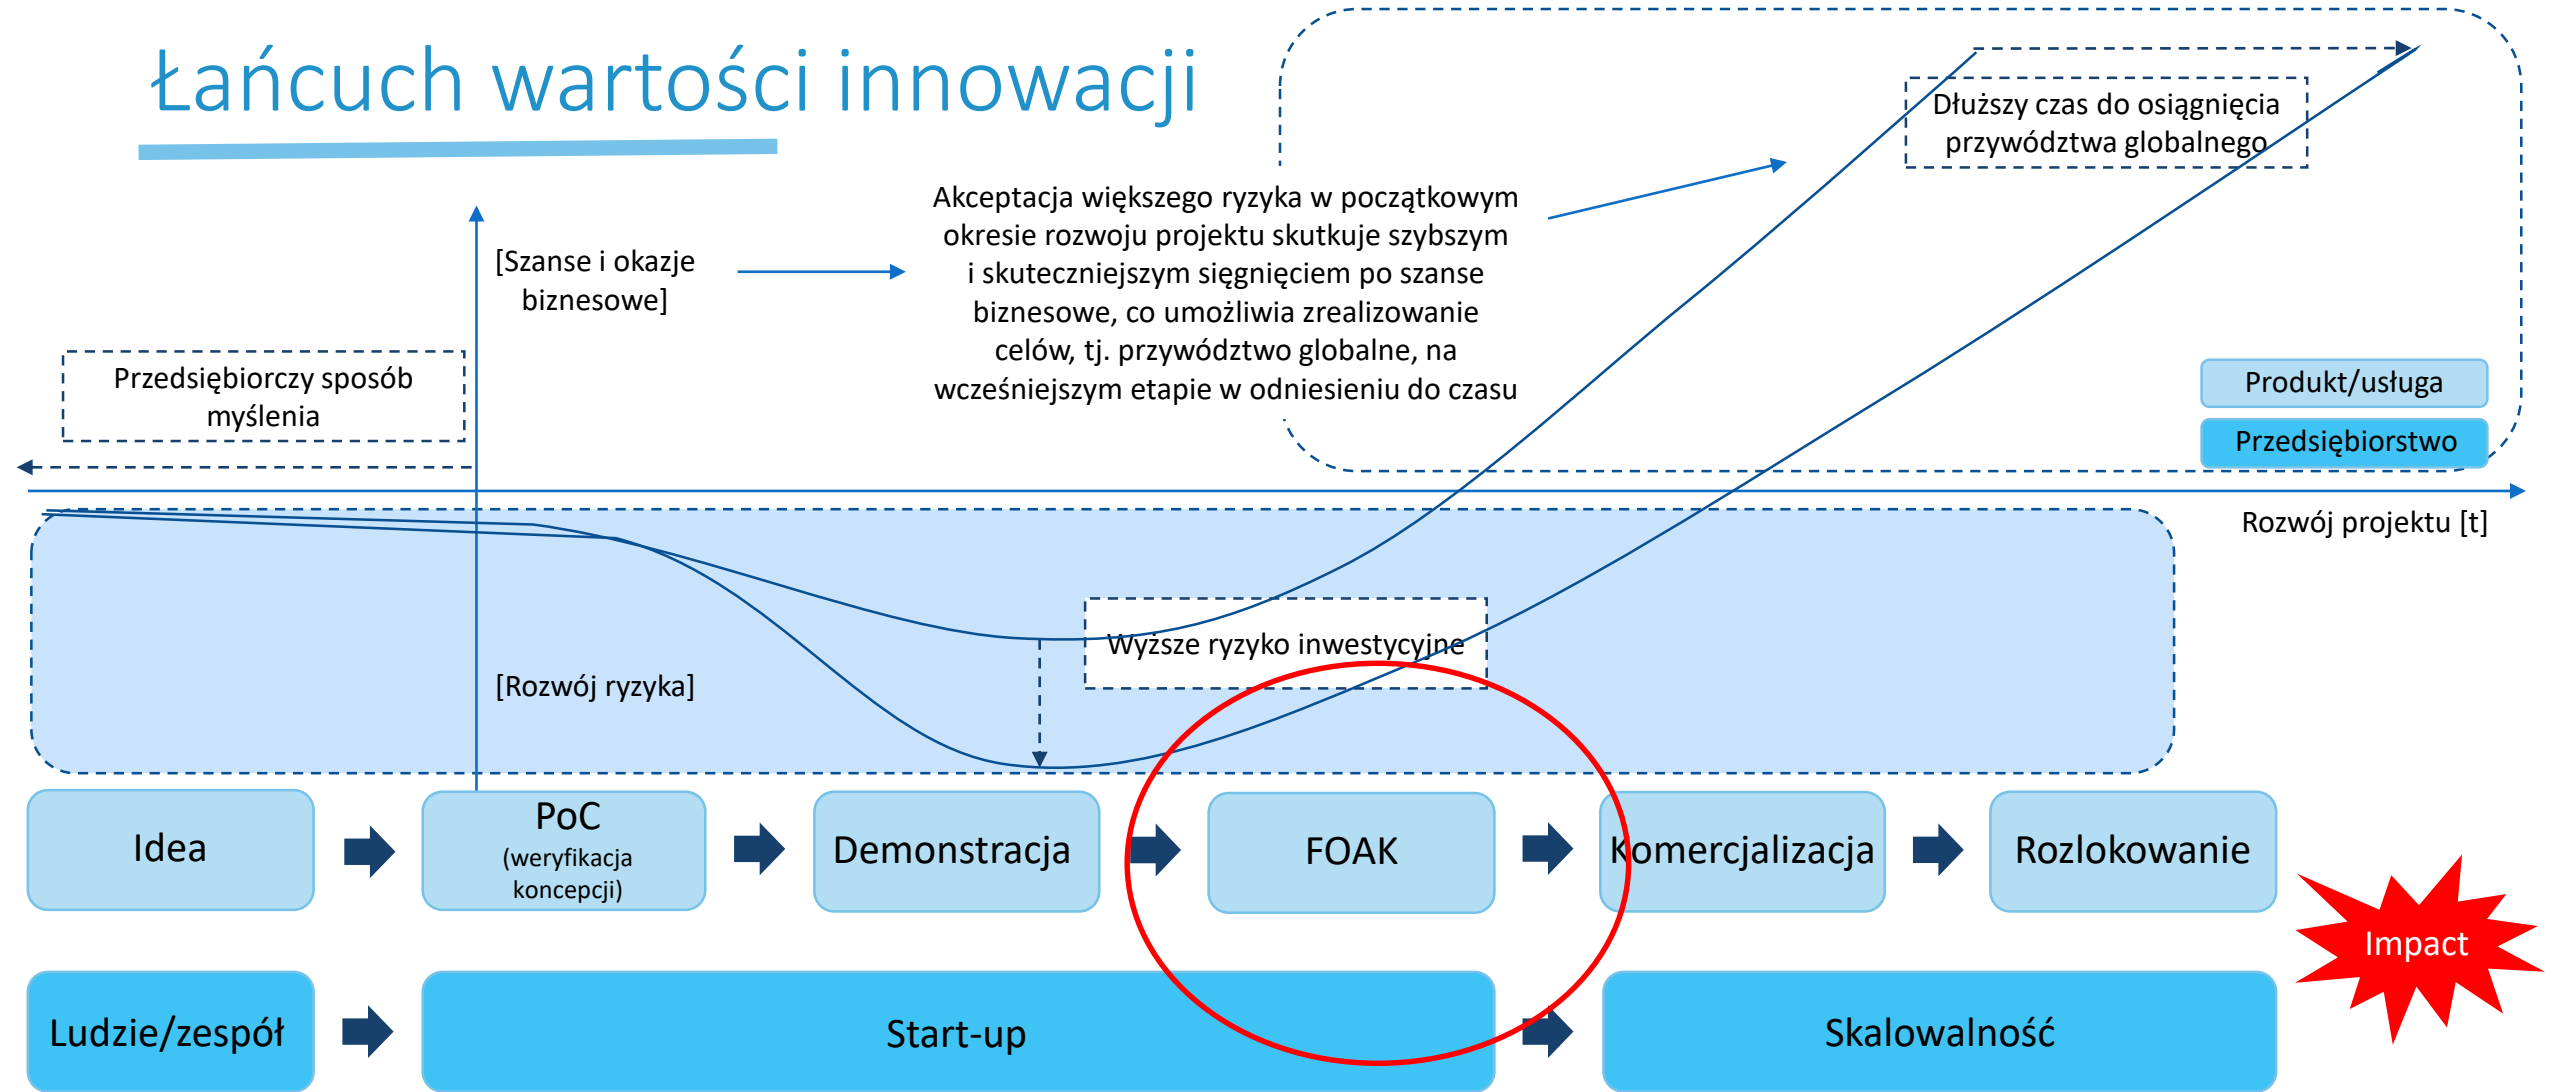 Łańcuch wartości innowacji
Dłuższy czas do osiągnięcia
przywództwa globalnego
[Szanse i okazje
biznesowe]
Akceptacja większego ryzyka w początkowym
okresie rozwoju projektu skutkuje szybszym
i skuteczniejszym sięgnięciem po szanse
biznesowe, co umożliwia zrealizowanie
celów, tj. przywództwo globalne, na
wcześniejszym etapie w odniesieniu do czasu
Przedsiębiorczy sposób
myślenia
Produkt/usługa
Przedsiębiorstwo
Rozwój projektu [t]
Wyższe ryzyko inwestycyjne
[Rozwój ryzyka]
Idea
PoC
(weryfikacja
koncepcji)
Demonstracja
FOAK
Komercjalizacja
Rozlokowanie
Impact
Ludzie/zespół
Start-up
Skalowalność